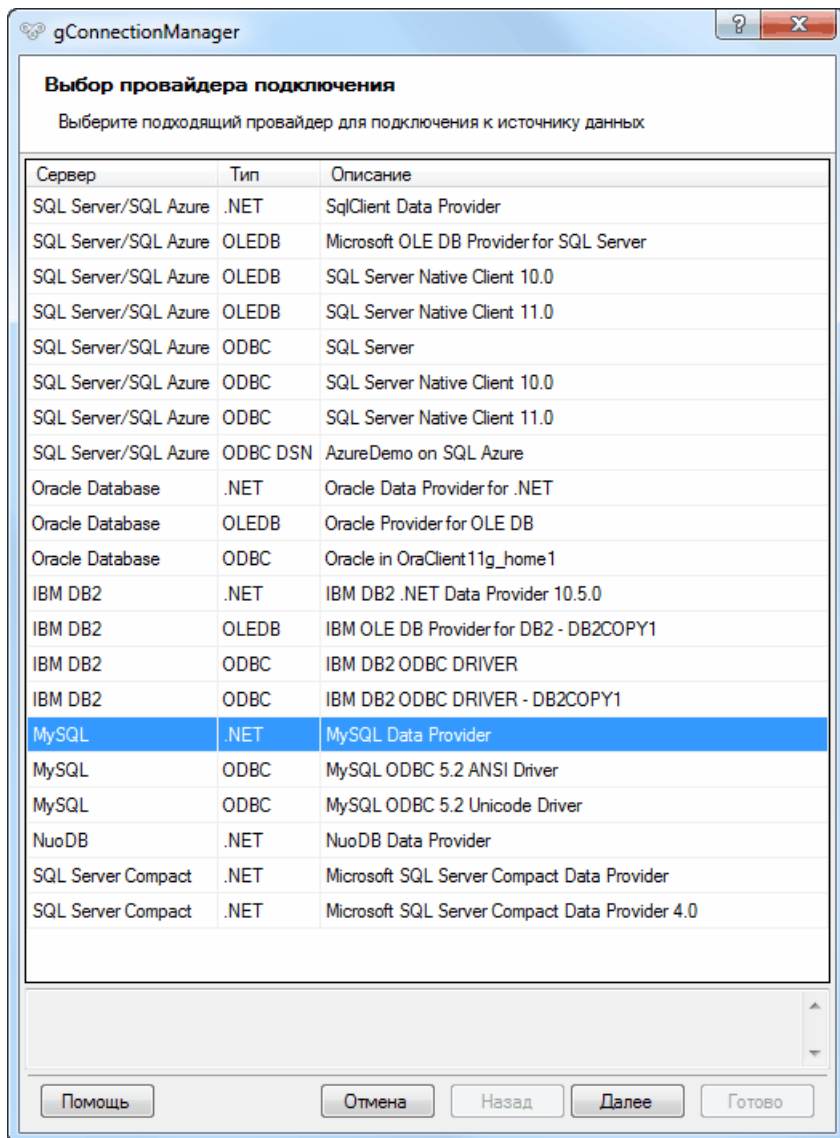 gConnectionManager
Выбор провайдера подключения
Выберите подходящий провайдер для подключения к источнику данных
Сервер Тип Описание
SQL Server/SQL Azure .NET SqlClient Data Provider
SQL Server/SQL Azure OLEDB Microsoft OLE DB Provider for SQL Server
SQL Server/SQL Azure OLEDB SQL Server Native Client 10.0
SQL Server/SQL Azure OLEDB SQL Server Native Client 11.0
SQL Server/SQL Azure ODBC SQL Server
SQL Server/SQL Azure ODBC SQL Server Native Client 10.0
SQL Server/SQL Azure ODBC SQL Server Native Client 11.0
SQL Server/SQL Azure ODBC DSN AzureDemo on SQL Azure
Oracle Database .NET Oracle Data Provider for .NET
Oracle Database OLEDB Oracle Provider for OLE DB
Oracle Database ODBC Oracle in OraClient11g_home1
IBM DB2 .NET IBM DB2 .NET Data Provider 10.5.0
IBM DB2 OLEDB IBM OLE DB Provider for DB2 - DB2COPY1
IBM DB2 ODBC IBM DB2 ODBC DRIVER
IBM DB2 ODBC IBM DB2 ODBC DRIVER - DB2COPY1
MySQL .NET MySQL Data Provider
MySQL ODBC MySQL ODBC 5.2 ANSI Driver
MySQL ODBC MySQL ODBC 5.2 Unicode Driver
NuoDB .NET NuoDB Data Provider
SQL Server Compact .NET Microsoft SQL Server Compact Data Provider
SQL Server Compact .NET Microsoft SQL Server Compact Data Provider 4.0
Помощь Отмена Назад Далее Готово